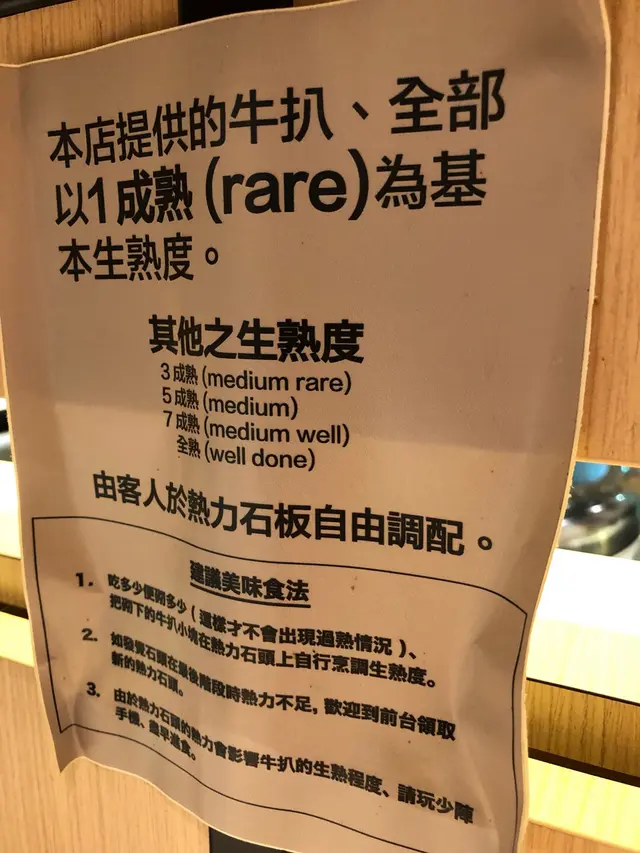 本店提供的牛扒、全部
以1成熟 (rare)為基
本生熟度。
其他之生熟度
3成熟 (medium rare)
5成熟 (medium)
7成熟 (medium well)
全熟 (well done)
由客人於熱力石板自由調配。
建議美味食法
1. 吃多少便切多少 (這樣才不會出現過熟情況)、
把切下的牛扒小塊在熱力石頭上自行烹調生熟度。
2. 如發覺石頭在最後階段時熱力不足, 歡迎到前台領取
新的熱力石頭。
3. 由於熱力石頭的熱力會影響牛扒的生熟程度、請玩少陣
手機、盡早進食。